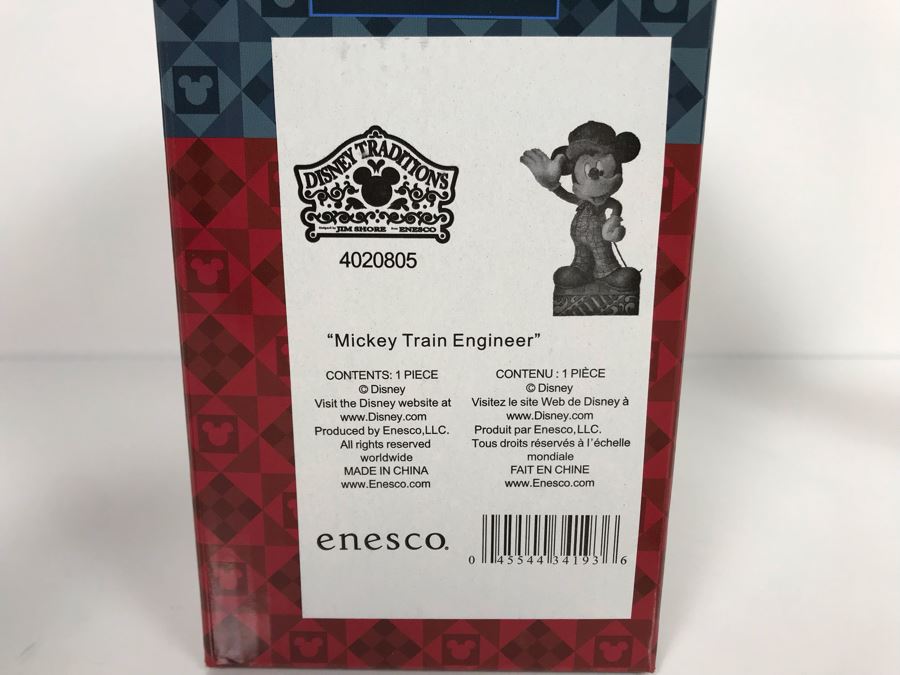 DISNEY TRADITIONS
designed by JIM SHORE from ENESCO
4020805
“Mickey Train Engineer”
CONTENTS: 1 PIECE
© Disney
Visit the Disney website at
www.Disney.com
Produced by Enesco,LLC.
All rights reserved
worldwide
MADE IN CHINA
www.Enesco.com
CONTENU : 1 PIÈCE
© Disney
Visitez le site Web de Disney à
www.Disney.com
Produit par Enesco,LLC.
Tous droits réservés à l'échelle
mondiale
FAIT EN CHINE
www.Enesco.com
enesco.
0 45544 34193 6